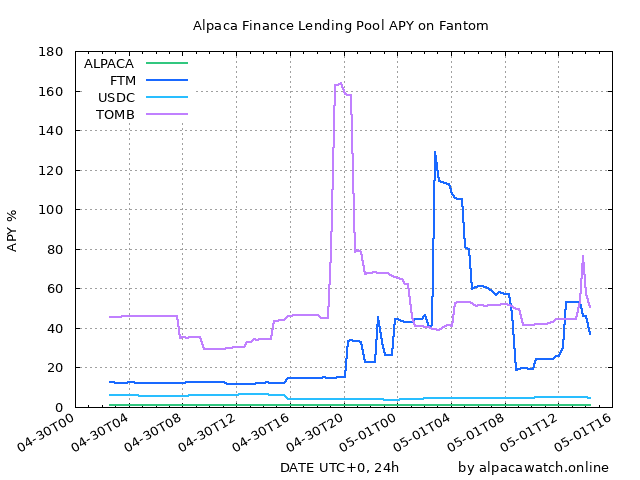 Alpaca Finance Lending Pool APY on Fantom
APY %
180
160
140
120
100
80
60
40
20
0
ALPACA
FTM
USDC
TOMB
04-30T00
04-30T04
04-30T08
04-30T12
04-30T16
04-30T20
05-01T00
05-01T04
05-01T08
05-01T12
05-01T16
DATE UTC+0, 24h
by alpacawatch.online